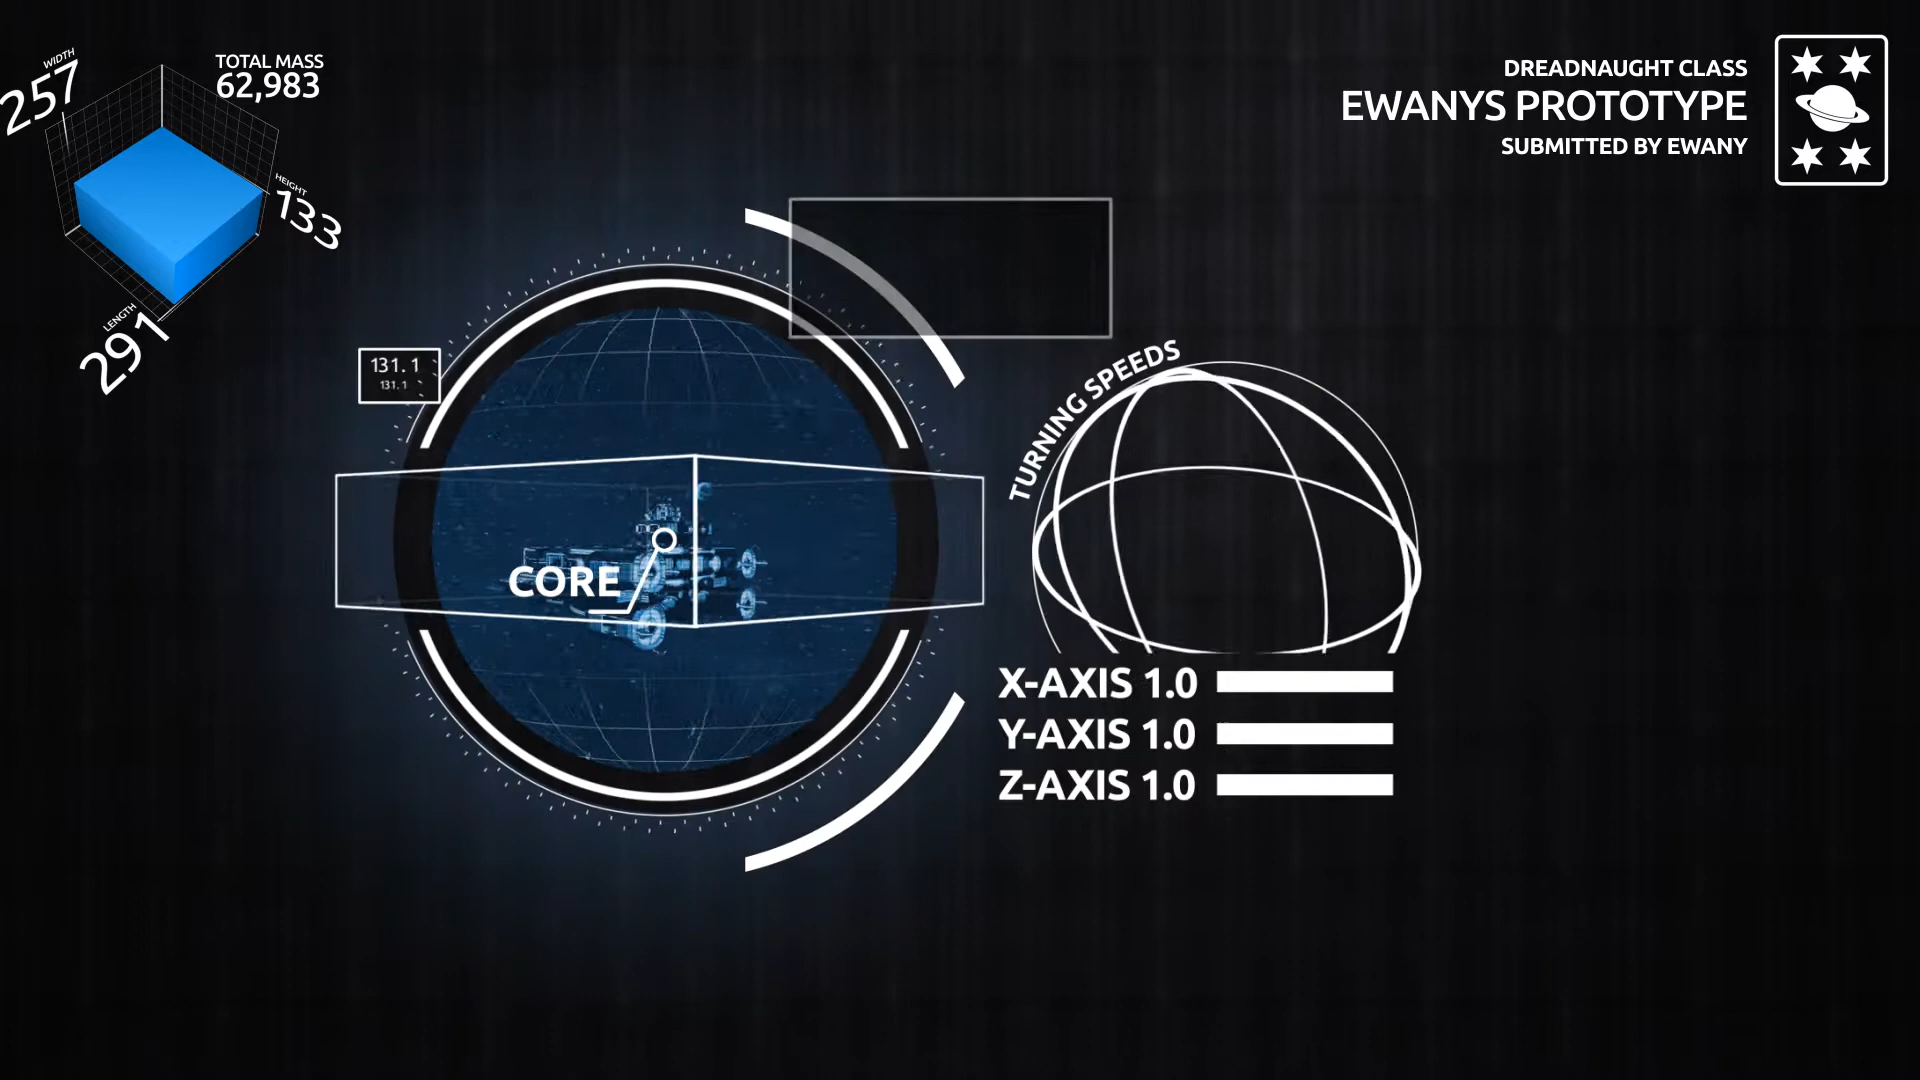 WIDTH
257
TOTAL MASS
62,983
HEIGHT
133
LENGTH
291
DREADNAUGHT CLASS
EWANYS PROTOTYPE
SUBMITTED BY EWANY
131.1
131.1
CORE
TURNING SPEEDS
X-AXIS 1.0
Y-AXIS 1.0
Z-AXIS 1.0